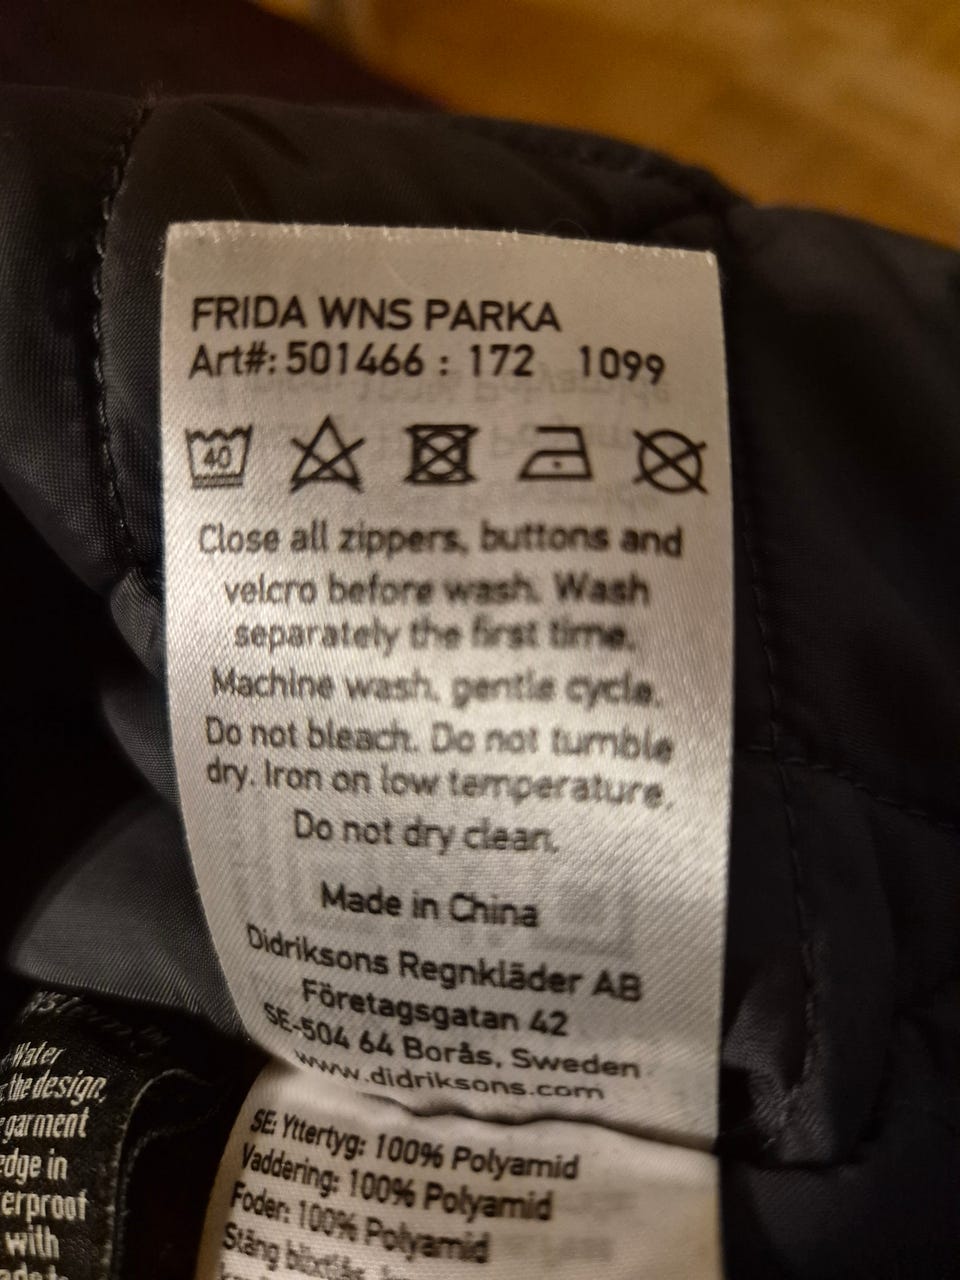 FRIDA WNS PARKA
Art#: 501466 : 172 1099
40
Close all zippers, buttons and
velcro before wash. Wash
separately the first time.
Machine wash, gentle cycle.
Do not bleach. Do not tumble
dry. Iron on low temperature.
Do not dry clean.
Made in China
Didriksons Regnkläder AB
Företagsgatan 42
SE-504 64 Borås, Sweden
www.didriksons.com
SE: Yttertyg: 100% Polyamid
Vaddering: 100% Polyamid
Foder: 100% Polyamid
Stäng
Water
the design,
garment
edge in
erproof
with